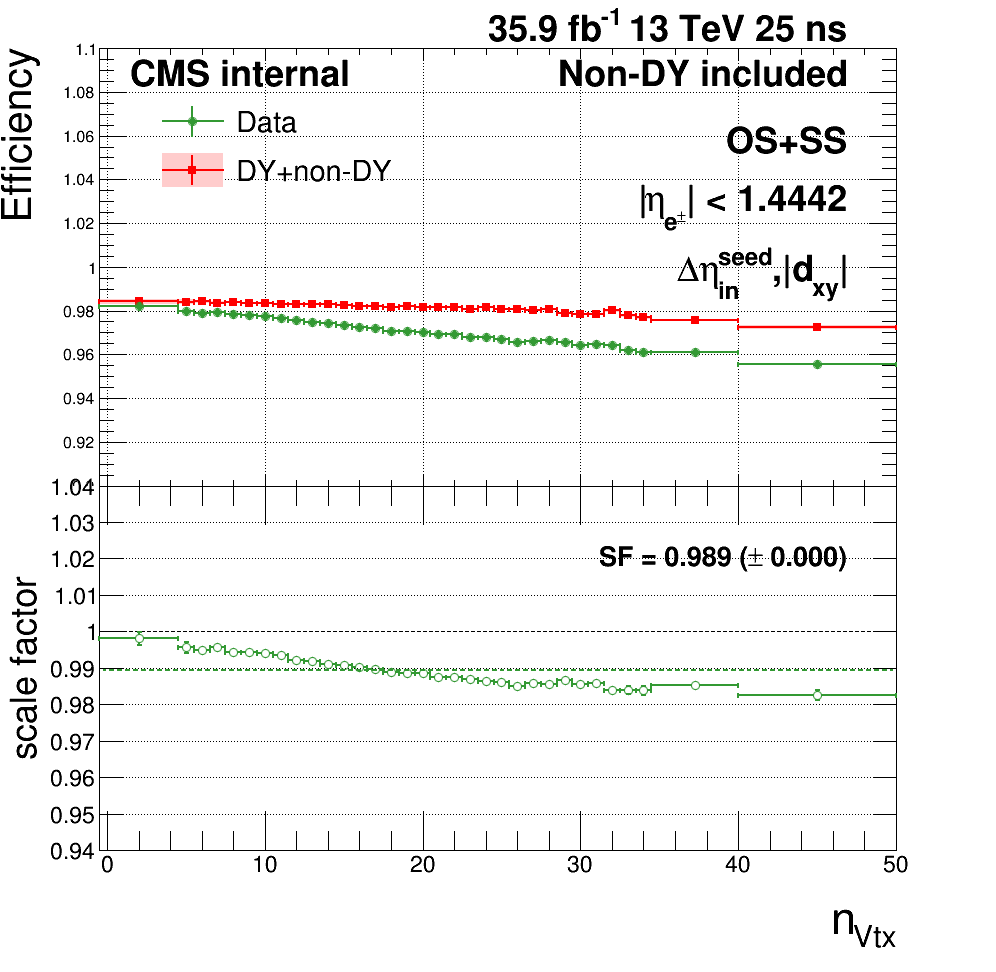 35.9 fb⁻¹ 13 TeV 25 ns
CMS internal
Non-DY included
Data
DY+non-DY
OS+SS
|ηe±| < 1.4442
Δηin^seed,|dxy|
Efficiency
1.1
1.08
1.06
1.04
1.02
1
0.98
0.96
0.94
0.92
1.04
1.03
1.02
1.01
1
0.99
0.98
0.97
0.96
0.95
0.94
SF = 0.989 (± 0.000)
scale factor
0 10 20 30 40 50
nVtx